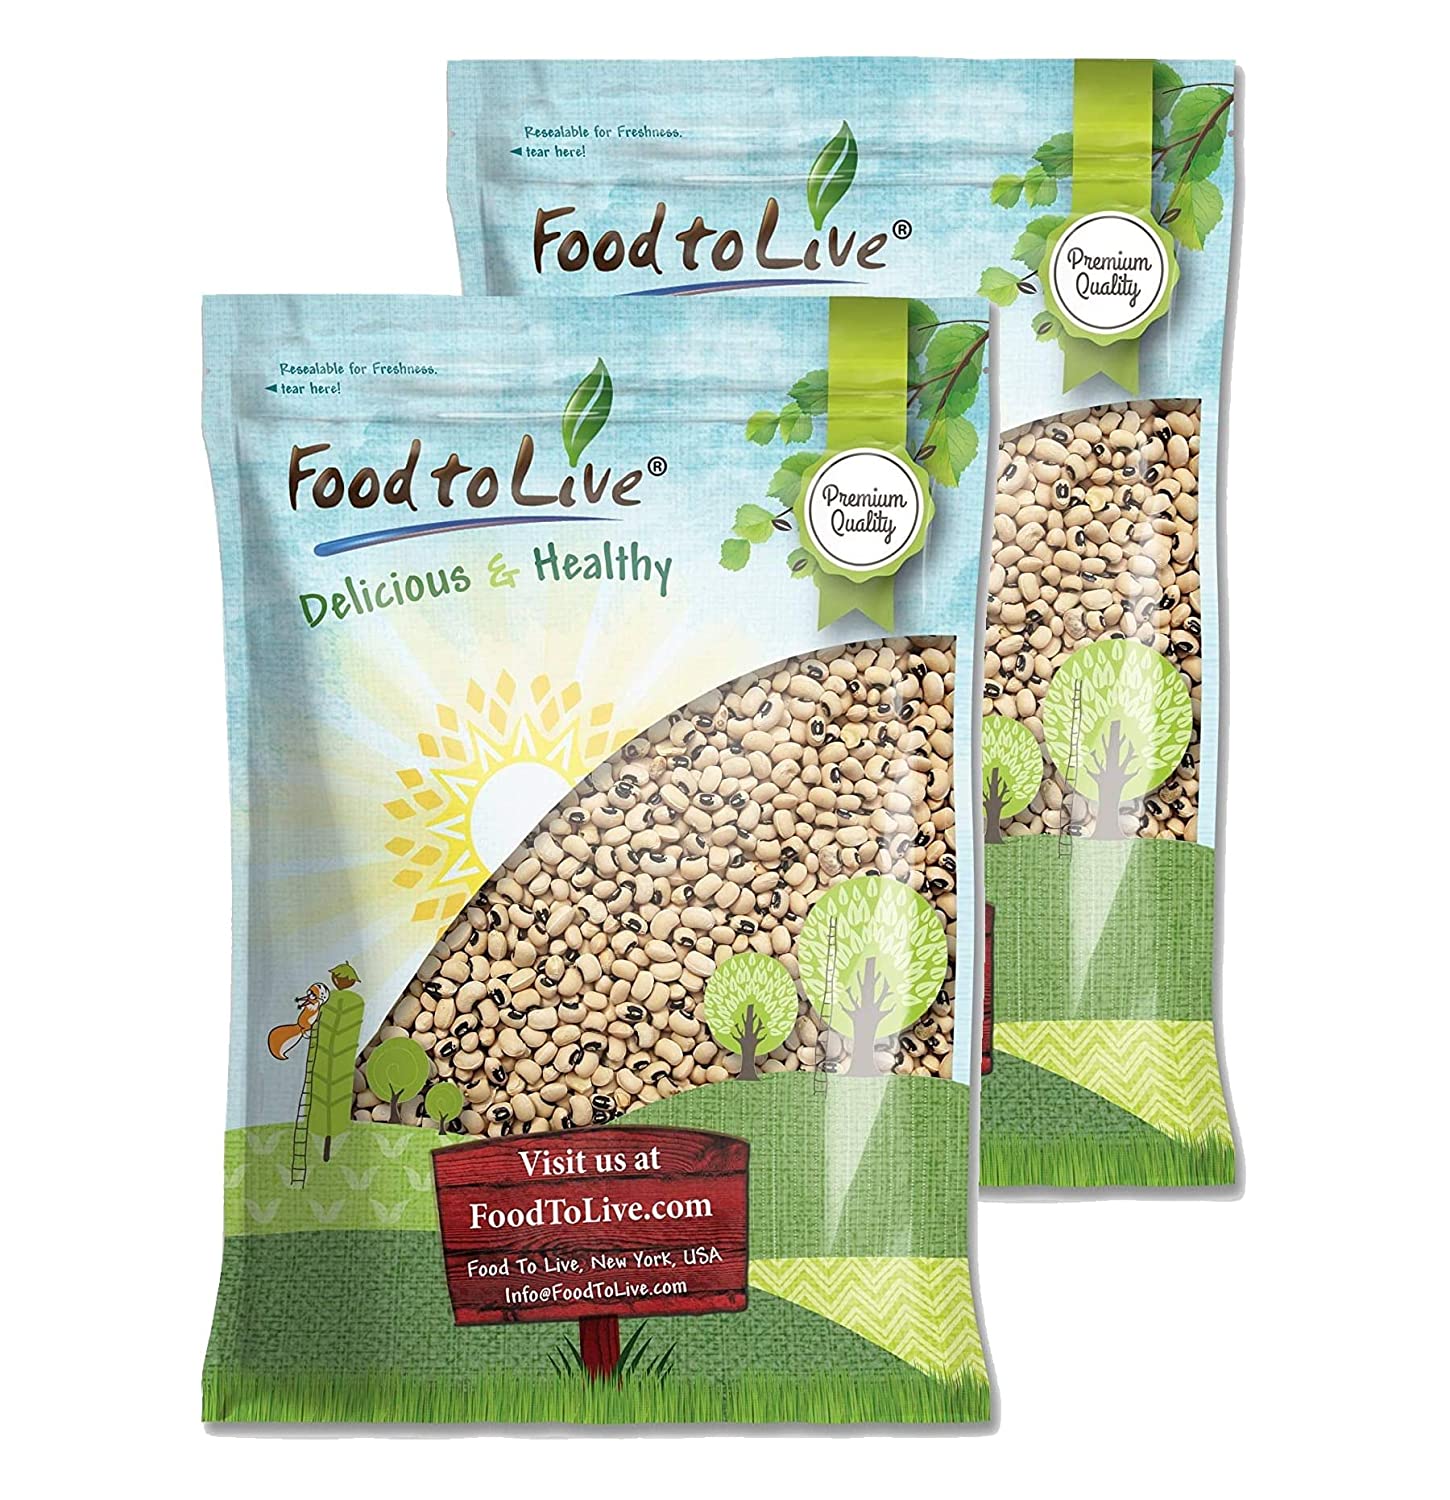 Resealable for Freshness.
◄ tear here!
Food to Live®
Premium
Quality
Resealable for Freshness.
◄ tear here!
Food to Live®
Delicious & Healthy
Premium
Quality
Visit us at
FoodToLive.com
Food To Live, New York, USA
Info@FoodToLive.com